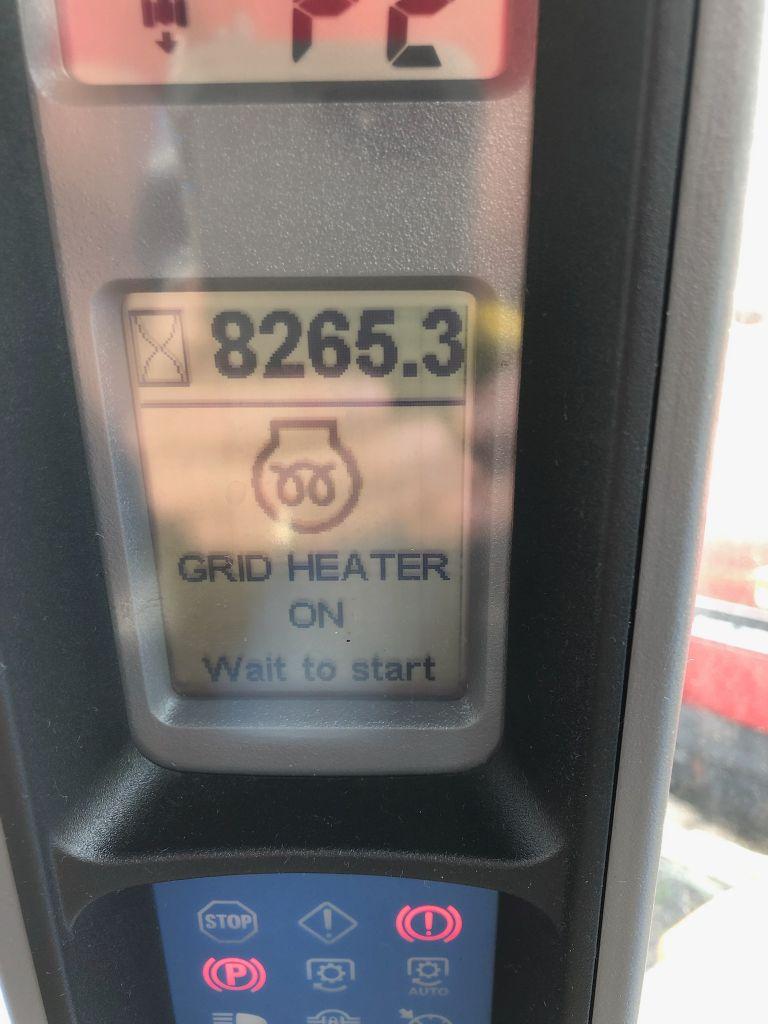 8265.3
GRID HEATER
ON
Wait to start
STOP
P
AUTO